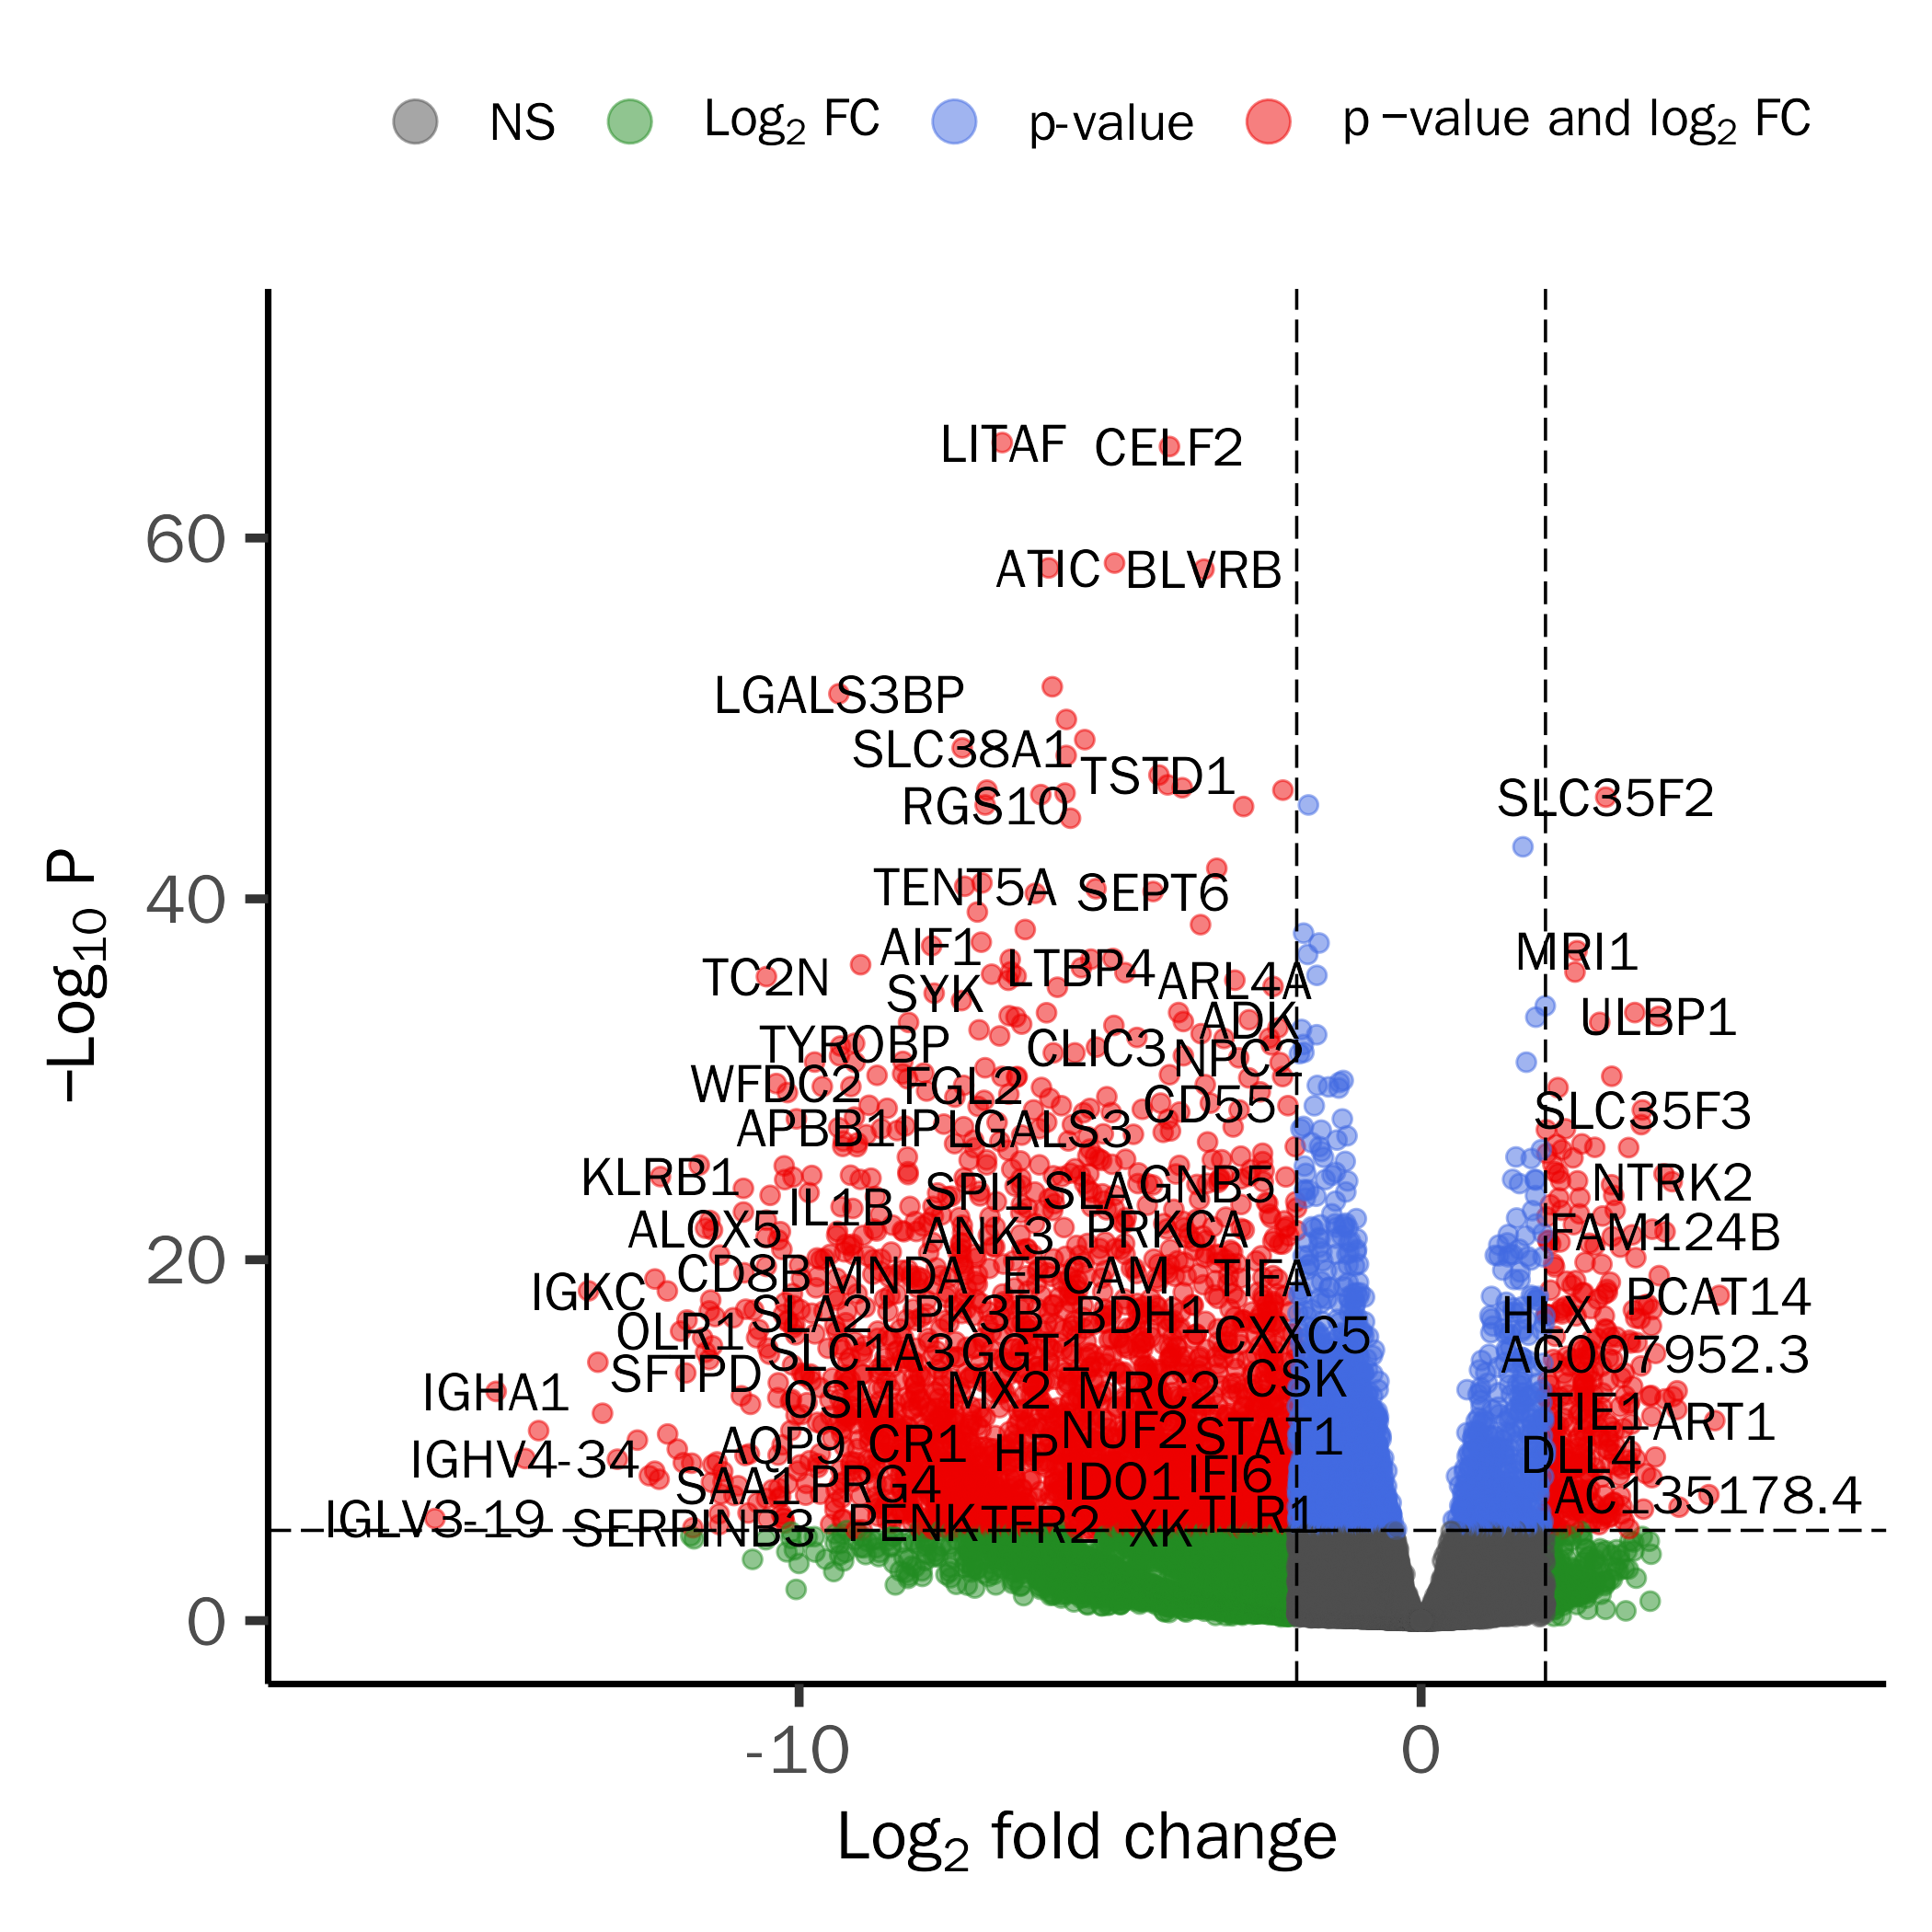 NS Log2 FC p-value p −value and log2 FC
LITAF CELF2
60
ATIC BLVRB
LGALS3BP
SLC38A1
TSTD1
RGS10
SLC35F2
40
TENT5A SEPT6
AIF1
MRI1
TC2N
LTBP4
ARL4A
SYK
ADK
ULBP1
TYROBP
CLIC3
NPC2
WFDC2 FGL2
CD55
SLC35F3
APBB1IP LGALS3
KLRB1
SPI1 SLA GNB5
NTRK2
IL1B
ALOX5
ANK3 PRKCA
FAM124B
20
IGKC
CD8B MNDA EPCAM TIFA
PCAT14
SLA2 UPK3B BDH1
HLX
OLR1
CXXC5
SLC1A3 GGT1
AC007952.3
SFTPD
CSK
IGHA1
OSM MX2 MRC2
TIE1 ART1
AQP9 CR1 HP NUF2 STAT1
DLL4
IGHV4-34
SAA1 PRG4 IDO1 IFI6
AC135178.4
IGLV3-19 SERPINB3 PENK TFR2 XK TLR1
0
−Log10 P
-10 0
Log2 fold change